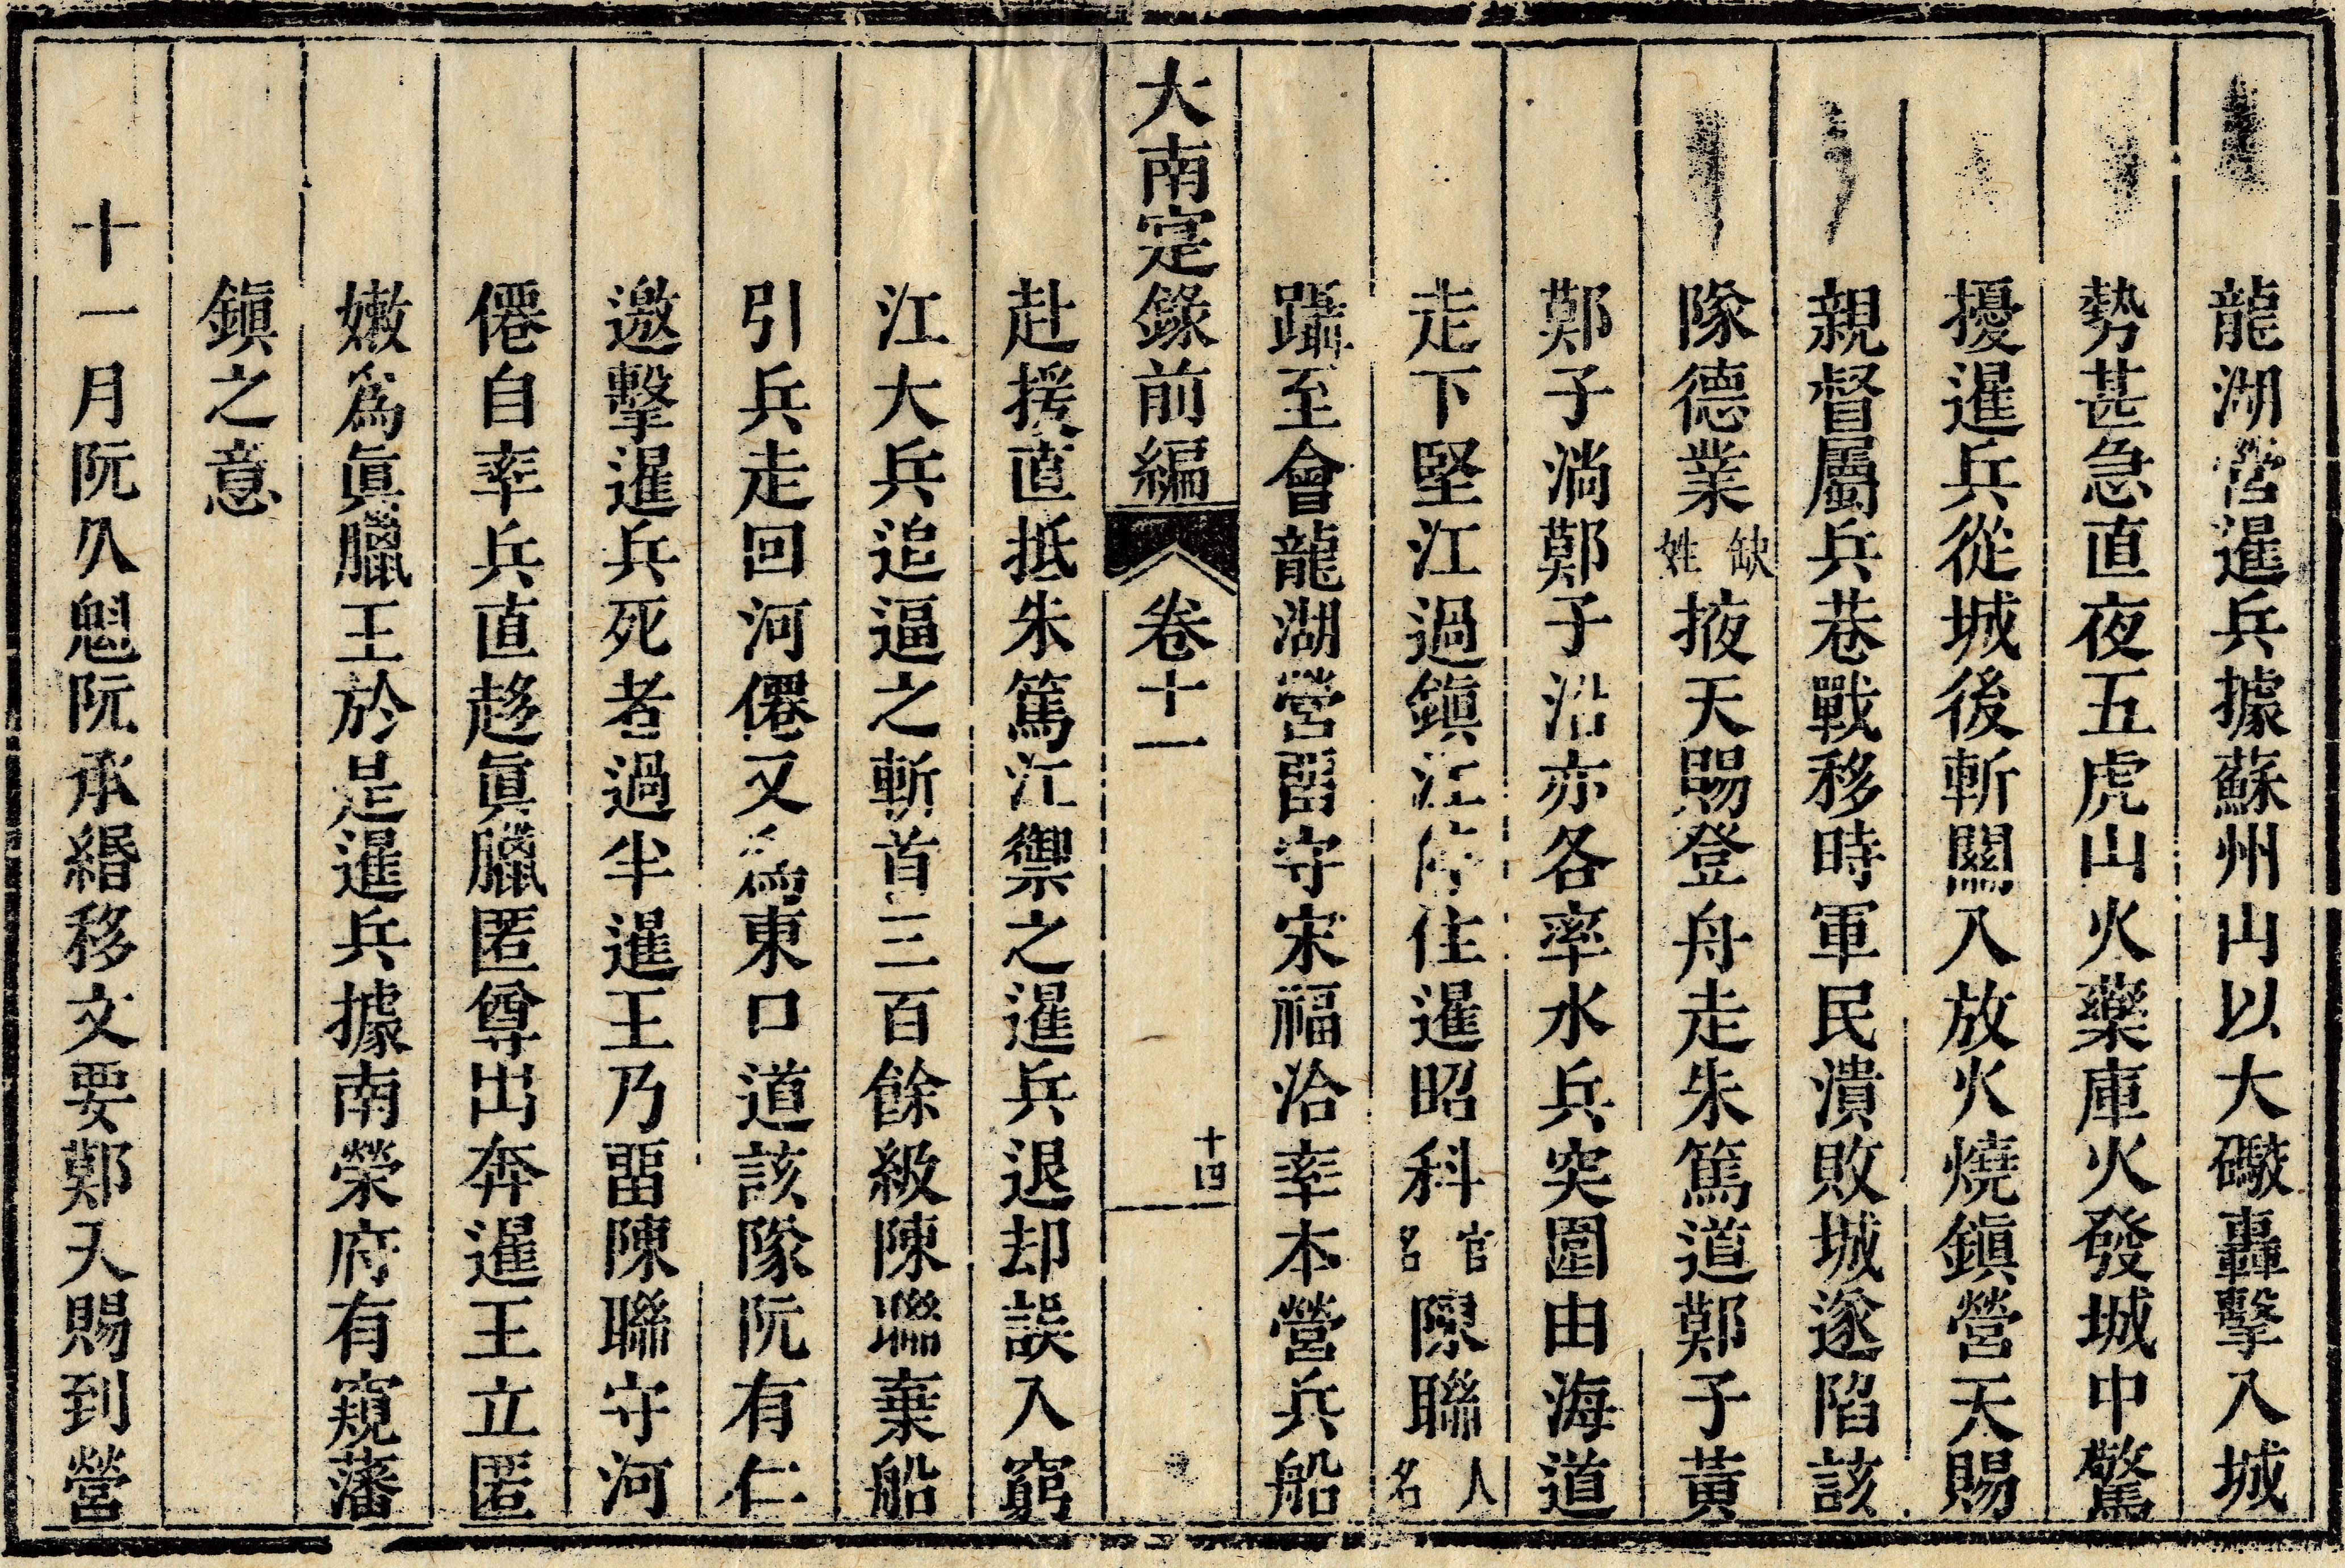 龍湖營暹兵據蘇州山以大礮轟擊入城
勢甚急直夜五虎山火藥庫火發城中驚
擾暹兵從城後斬關入放火燒鎮營天賜
親督屬兵巷戰移時軍民潰敗城遂陷該
隊德業缺姓掖天賜登舟走朱篤道鄭子黃
鄭子淌鄭子沿亦各率水兵突圍由海道
走下堅江過鎮江住暹昭科官名陳聯人名
躡至會龍湖營畱守宋福洽率本營兵船
大南寔錄前編 卷十一 十四
赴援直抵朱篤江禦之暹兵退却誤入窮
江大兵追逼之斬首三百餘級陳聯棄船
引兵走回河僊又爲東口道該隊阮有仁
邀擊暹兵死者過半暹王乃畱陳聯守河
僊自率兵直趍眞臘匿尊出奔暹王立匿
嫩爲眞臘王於是暹兵據南榮府有窺藩
鎮之意
十一月阮久魁阮承緡移文要鄭天賜到營